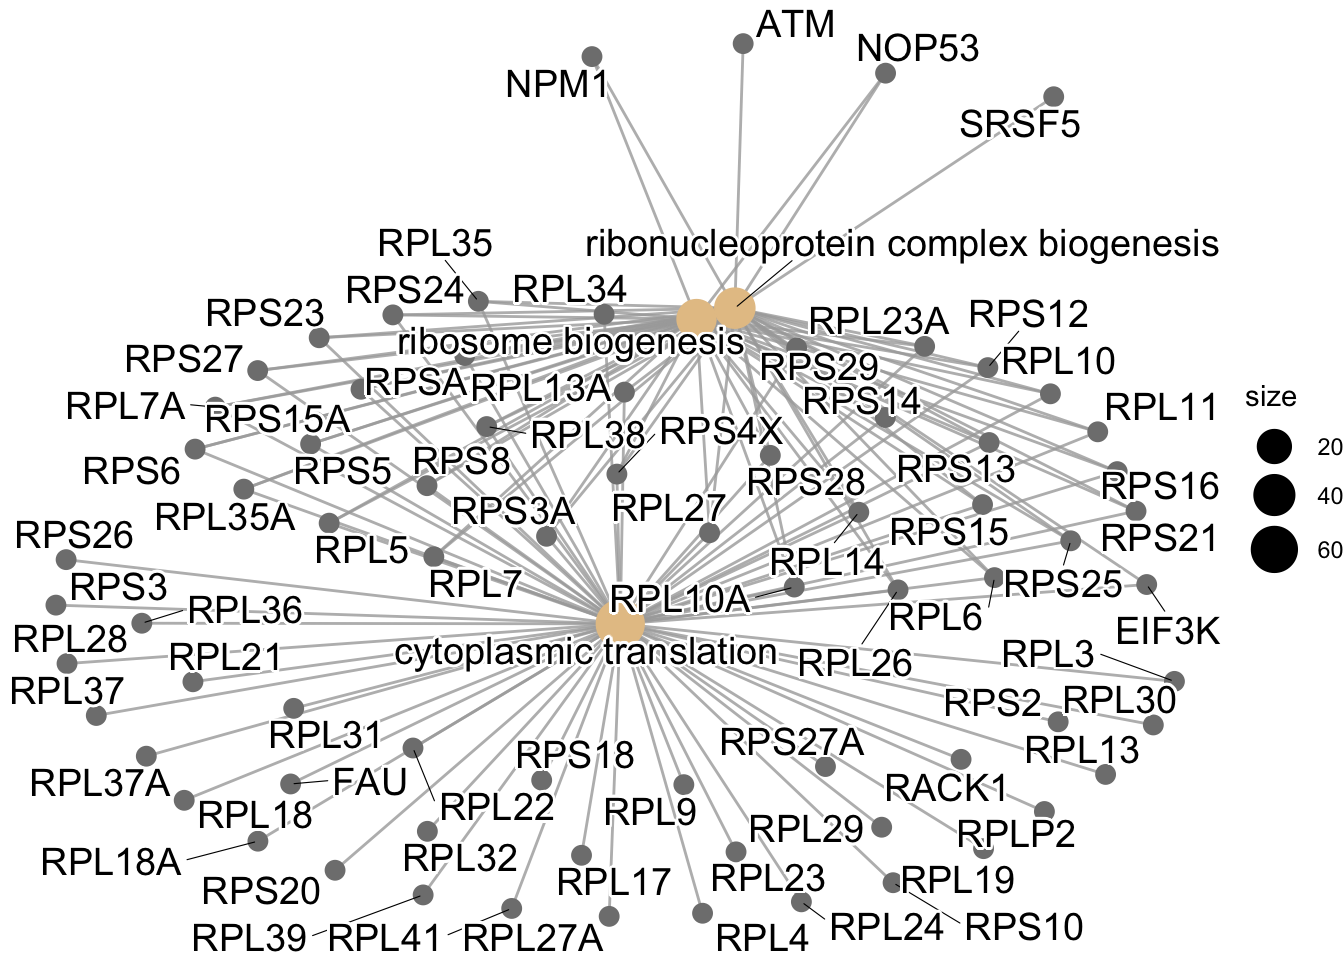 ATM
NOP53
NPM1
SRSF5
RPL35
ribonucleoprotein complex biogenesis
RPS24
RPL34
RPS23
RPL23A
RPS12
ribosome biogenesis
RPS27
RPS29
RPL10
RPSA
RPL13A
RPL7A
RPS15A
RPS14
RPL11
size
RPL38
RPS4X
20
RPS6
RPS5
RPS8
RPS28
RPS13
RPS16
40
RPL35A
RPS3A
RPL27
RPS26
RPL5
RPS15
RPS21
60
RPL7
RPL14
RPS3
RPL36
RPL10A
RPL6
RPS25
RPL28
EIF3K
RPL21
cytoplasmic translation
RPL26
RPL3
RPL37
RPS2
RPL30
RPL31
RPS18
RPS27A
RPL13
RPL37A
FAU
RACK1
RPL18
RPL22
RPL9
RPL29
RPLP2
RPL18A
RPL32
RPS20
RPL17
RPL23
RPL19
RPL39
RPL41
RPL27A
RPL4
RPL24
RPS10